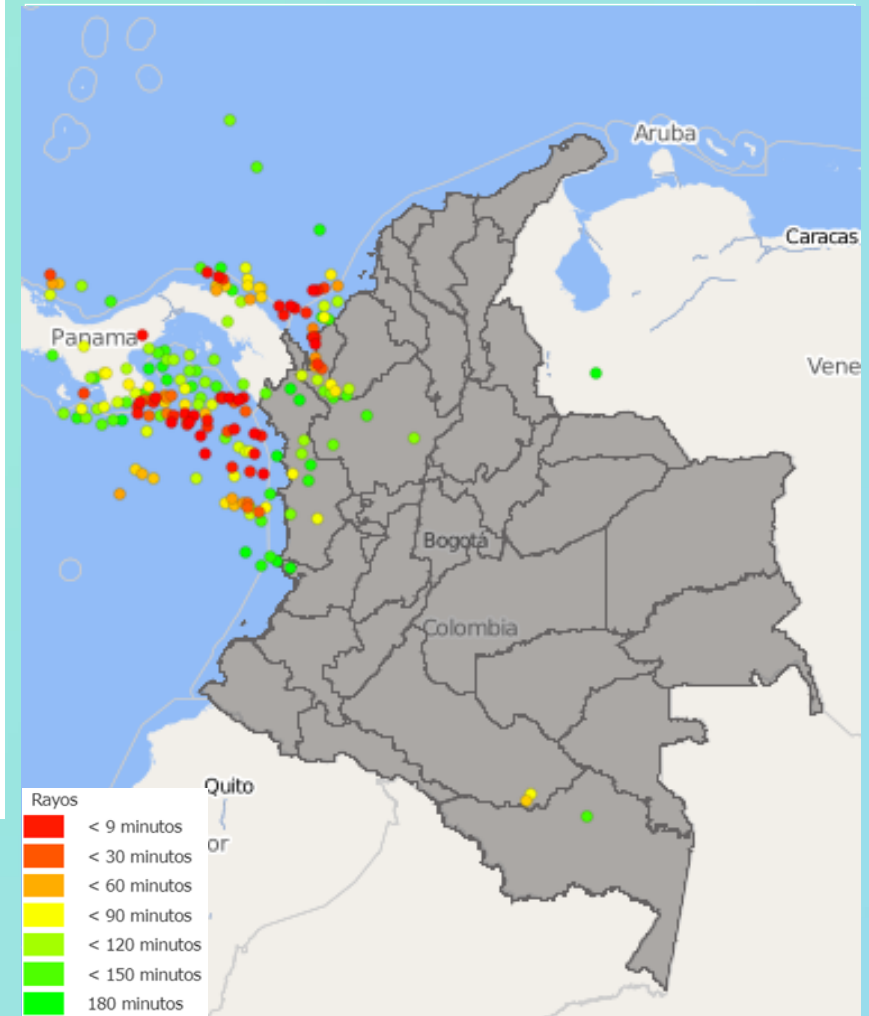 Aruba
Caracas
Panama
Vene
Bogotá
Colombia
Quito
or
Rayos
< 9 minutos
< 30 minutos
< 60 minutos
< 90 minutos
< 120 minutos
< 150 minutos
180 minutos